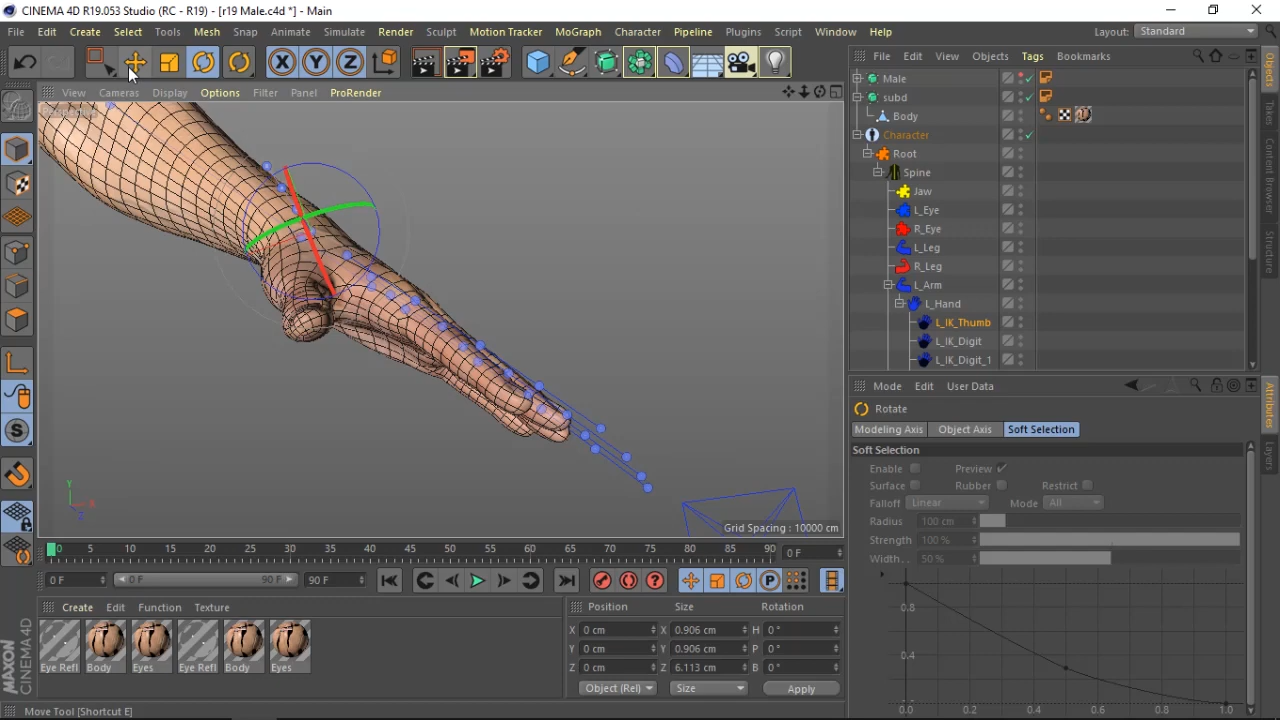 CINEMA 4D R19.053 Studio (RC - R19) - [r19 Male.c4d *] - Main
File Edit Create Select Tools Mesh Snap Animate Simulate Render Sculpt Motion Tracker MoGraph Character Pipeline Plugins Script Window Help Layout: Standard
X Y Z
File Edit View Objects Tags Bookmarks
View Cameras Display Options Filter Panel ProRender
Perspective
Male
subd
Body
Character
Root
Spine
Jaw
L_Eye
R_Eye
L_Leg
R_Leg
L_Arm
L_Hand
L_IK_Thumb
L_IK_Digit
L_IK_Digit_1
Objects
Takes
Content Browser
Structure
Attributes
Layers
Mode Edit User Data
Rotate
Modeling Axis Object Axis Soft Selection
Soft Selection
Enable Preview
Surface Rubber Restrict
Falloff Linear Mode All
Radius 100 cm
Strength 100 %
Width.. 50 %
0.8
0.4
0.0 0.2 0.4 0.6 0.8 1.0
Y
Grid Spacing : 10000 cm
0 5 10 15 20 25 30 35 40 45 50 55 60 65 70 75 80 85 90 0 F
0 F 0 F 90 F 90 F
P
Create Edit Function Texture
Eye Refl Body Eyes Eye Refl Body Eyes
Position Size Rotation
X 0 cm X 0.906 cm H 0 °
Y 0 cm Y 0.906 cm P 0 °
Z 0 cm Z 6.113 cm B 0 °
Object (Rel) Size Apply
MAXON CINEMA 4D
Move Tool [Shortcut E]